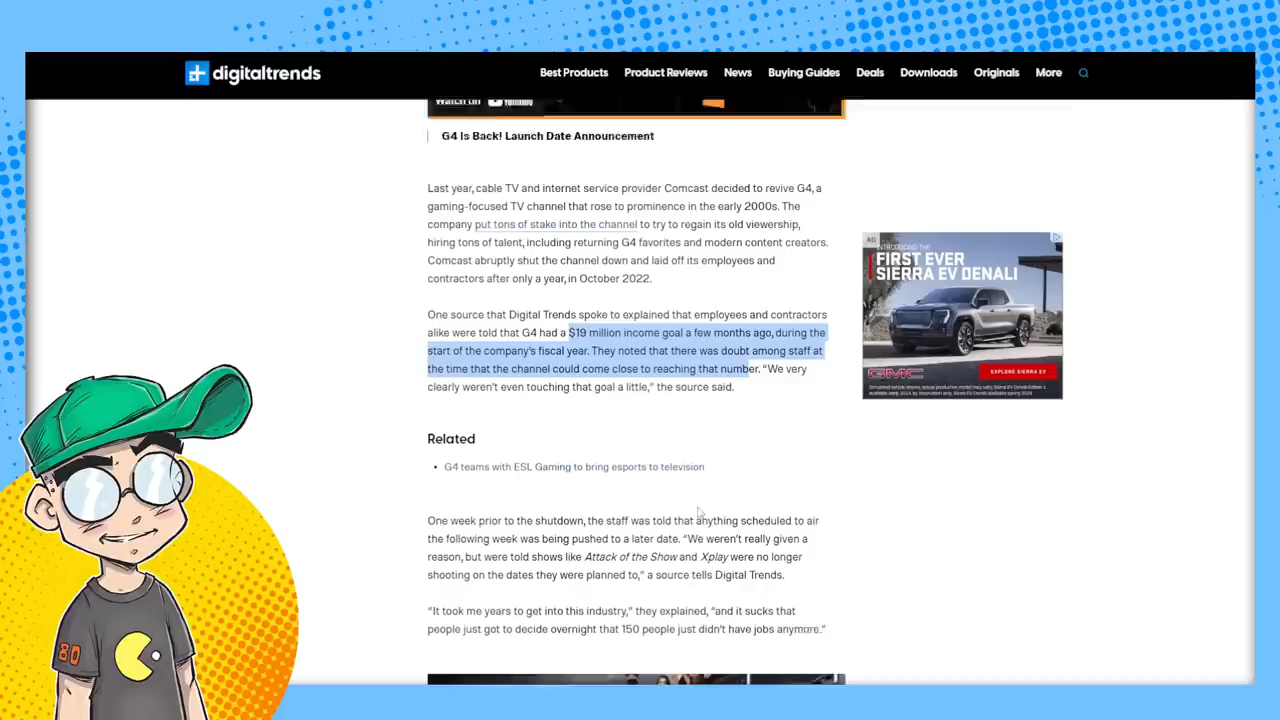 digitaltrends
Best Products Product Reviews News Buying Guides Deals Downloads Originals More
Watch on YouTube
G4 Is Back! Launch Date Announcement
Last year, cable TV and internet service provider Comcast decided to revive G4, a
gaming-focused TV channel that rose to prominence in the early 2000s. The
company put tons of stake into the channel to try to regain its old viewership,
hiring tons of talent, including returning G4 favorites and modern content creators.
Comcast abruptly shut the channel down and laid off its employees and
contractors after only a year, in October 2022.
AD
INTRODUCING THE
FIRST EVER
SIERRA EV DENALI
GMC
EXPLORE SIERRA EV
One source that Digital Trends spoke to explained that employees and contractors
alike were told that G4 had a $19 million income goal a few months ago, during the
start of the company's fiscal year. They noted that there was doubt among staff at
the time that the channel could come close to reaching that number. “We very
clearly weren't even touching that goal a little,” the source said.
Related
• G4 teams with ESL Gaming to bring esports to television
One week prior to the shutdown, the staff was told that anything scheduled to air
the following week was being pushed to a later date. “We weren't really given a
reason, but were told shows like Attack of the Show and Xplay were no longer
shooting on the dates they were planned to,” a source tells Digital Trends.
“It took me years to get into this industry,” they explained, “and it sucks that
people just got to decide overnight that 150 people just didn't have jobs anymore.”
80